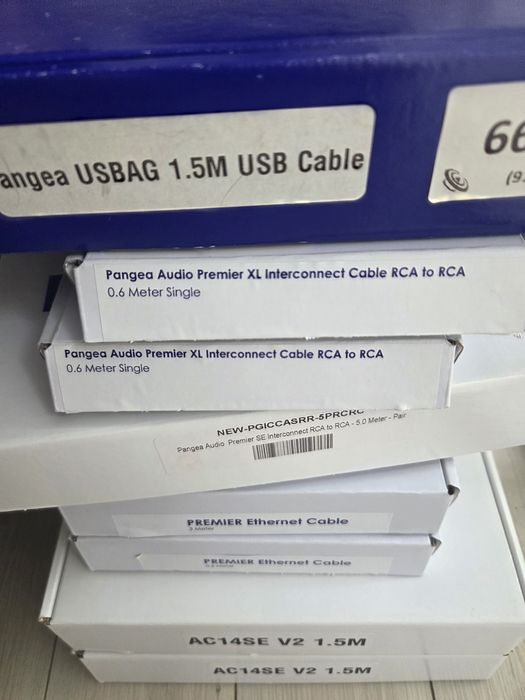 angea USBAG 1.5M USB Cable
66
(9
Pangea Audio Premier XL Interconnect Cable RCA to RCA
0.6 Meter Single
Pangea Audio Premier XL Interconnect Cable RCA to RCA
0.6 Meter Single
NEW-PGICCASRR-5PRCRC
Pangea Audio Premier SE Interconnect RCA to RCA - 5.0 Meter - Pair
PREMIER Ethernet Cable
PREMIER Ethernet Cable
AC14SE V2 1.5M
AC14SE V2 1.5M